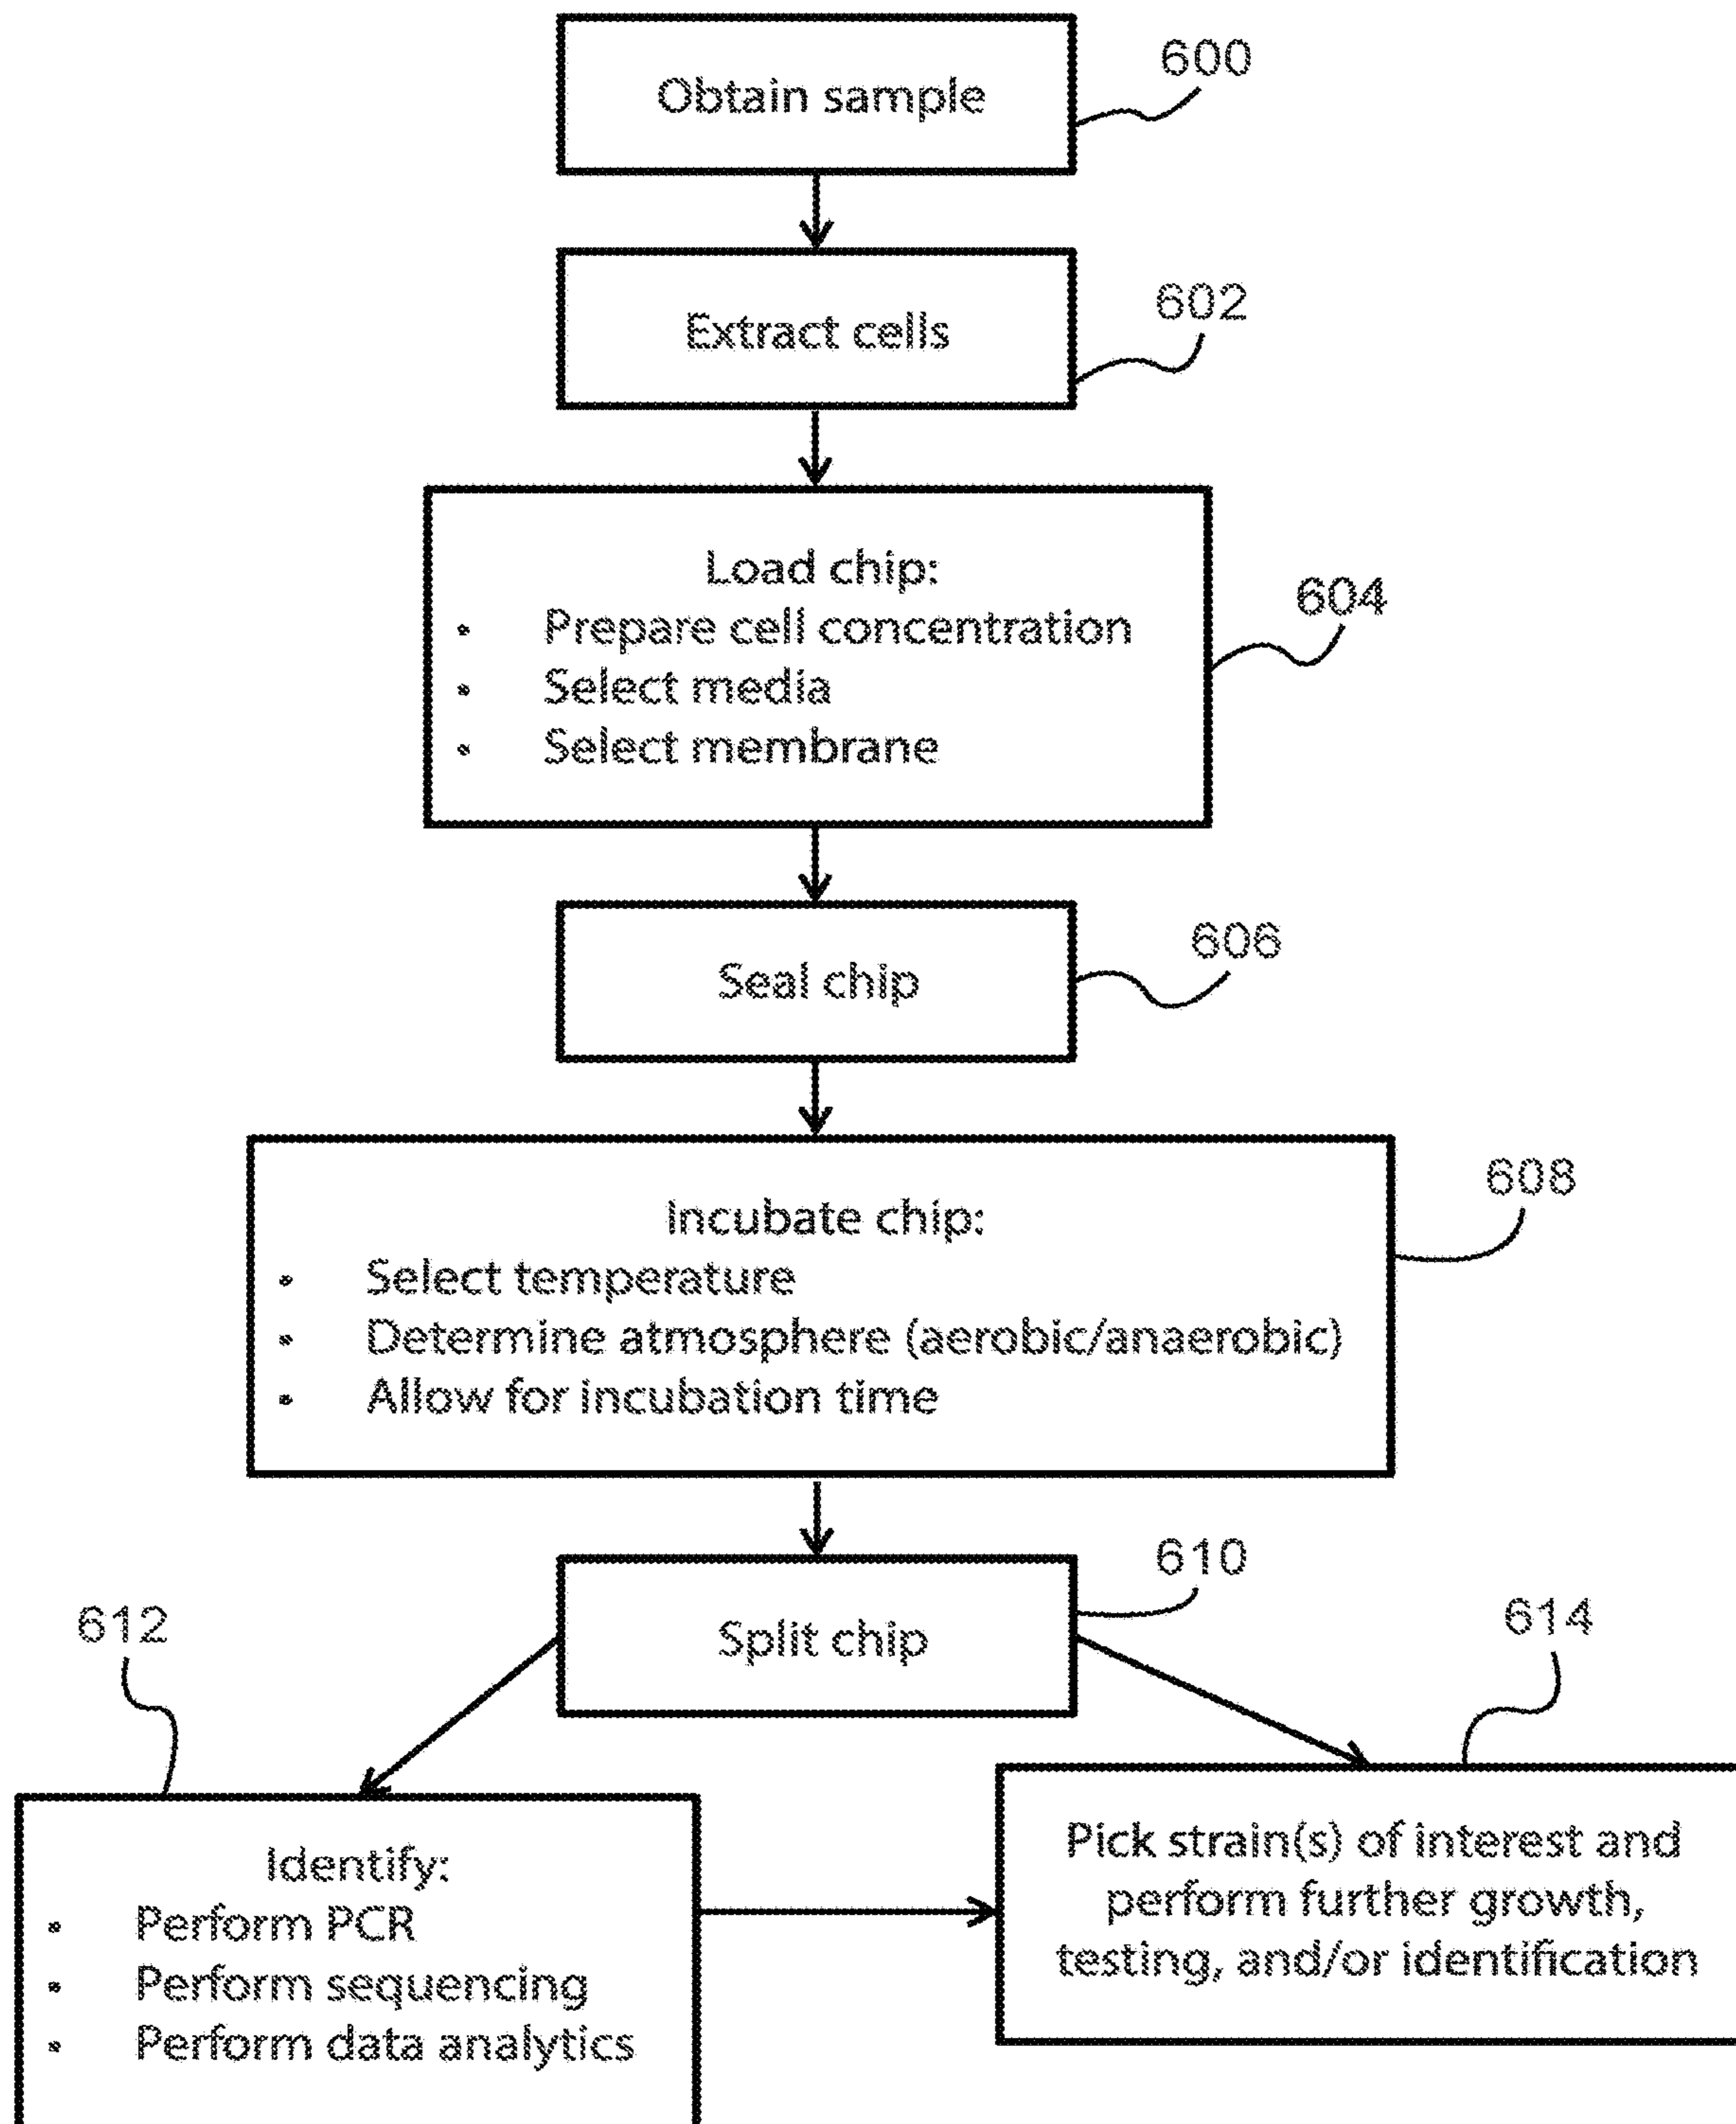 Obtain sample
600
Extract cells
602
Load chip:
· Prepare cell concentration
· Select media
· Select membrane
604
Seal chip
606
Incubate chip:
· Select temperature
· Determine atmosphere (aerobic/anaerobic)
· Allow for incubation time
608
Split chip
610
612
Identify:
· Perform PCR
· Perform sequencing
· Perform data analytics
614
Pick strain(s) of interest and
perform further growth,
testing, and/or identification